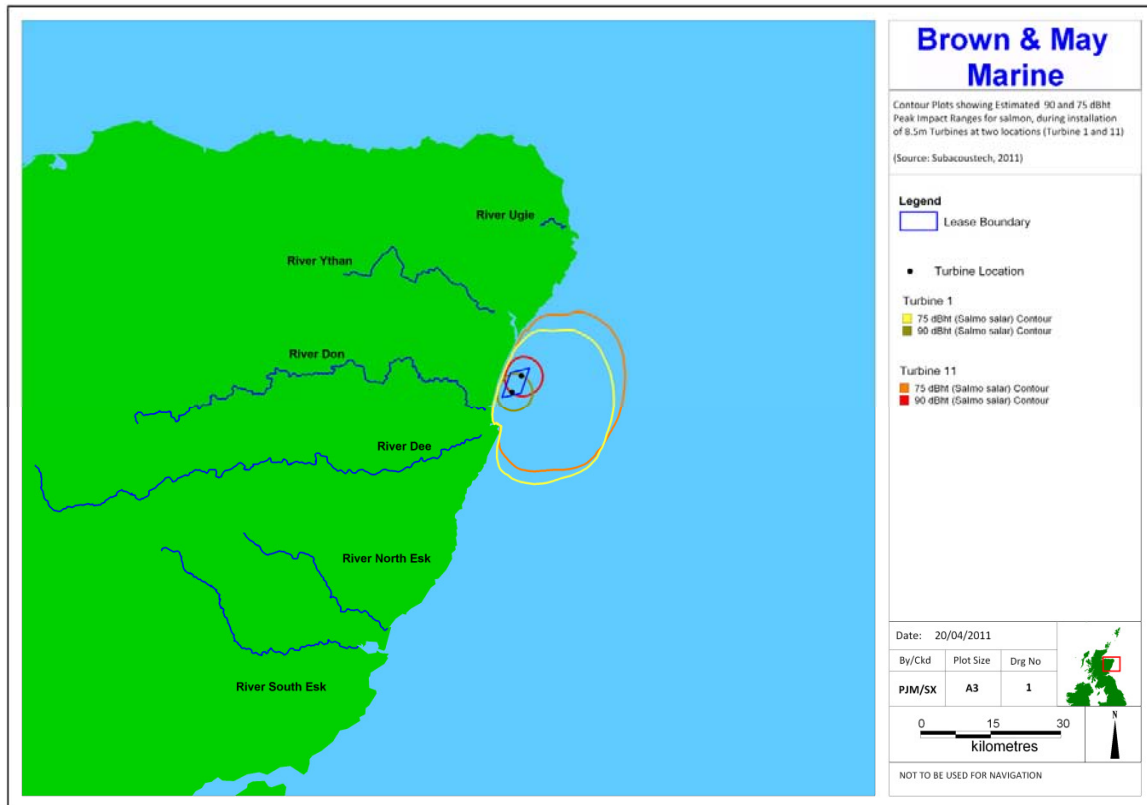 River Ugie
River Ythan
River Don
River Dee
River North Esk
River South Esk
Brown & May
Marine
Contour Plots showing Estimated 90 and 75 dBht
Peak Impact Ranges for salmon, during installation
of 8.5m Turbines at two locations (Turbine 1 and 11)
(Source: Subacoustech, 2011)
Legend
Lease Boundary
Turbine Location
Turbine 1
75 dBht (Salmo salar) Contour
90 dBht (Salmo salar) Contour
Turbine 11
75 dBht (Salmo salar) Contour
90 dBht (Salmo salar) Contour
Date: 20/04/2011
By/Ckd Plot Size Drg No
PJM/SX A3 1
0 15 30
kilometres
N
NOT TO BE USED FOR NAVIGATION